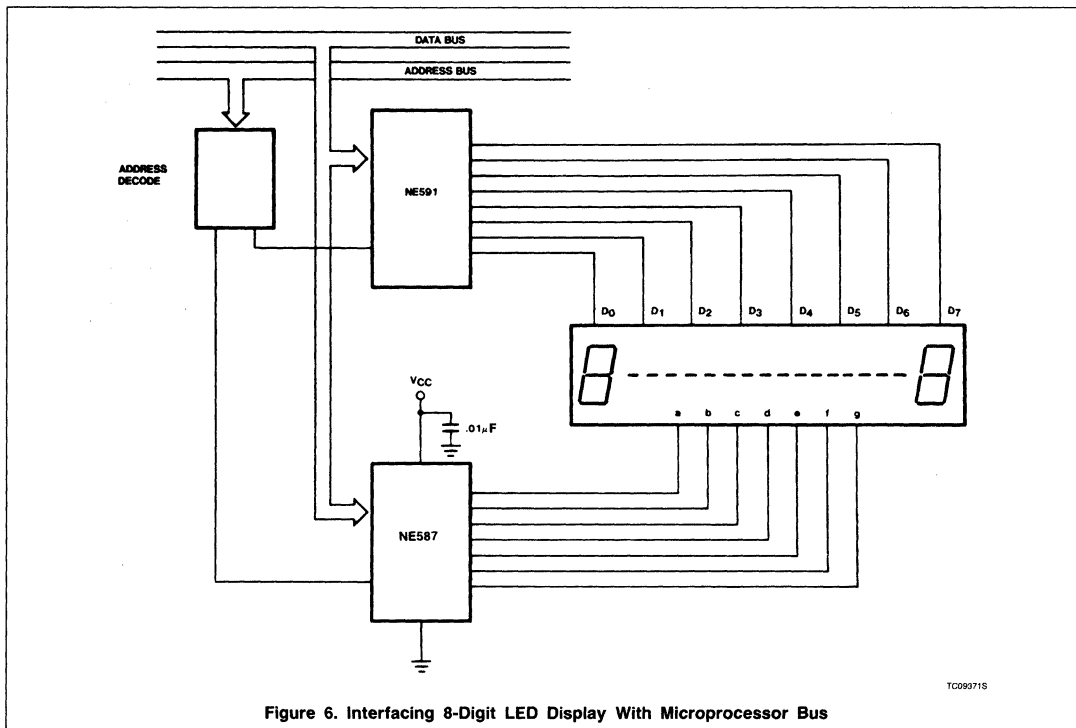 DATA BUS
ADDRESS BUS
ADDRESS
DECODE
NE591
D0 D1 D2 D3 D4 D5 D6 D7
VCC
.01µF
a b c d e f g
NE587
TC09371S
Figure 6. Interfacing 8-Digit LED Display With Microprocessor Bus